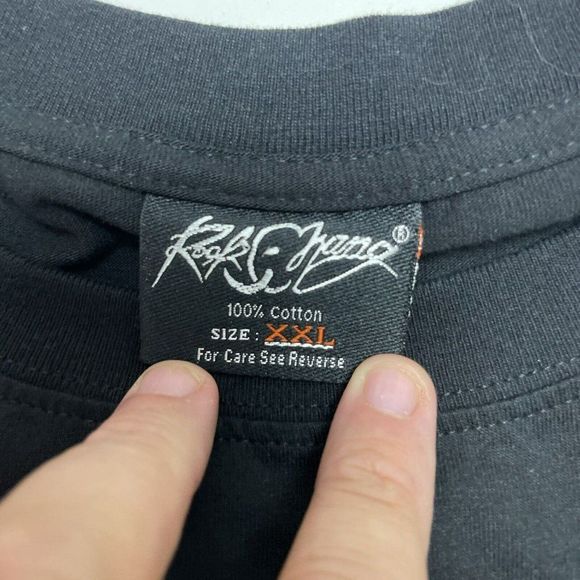 Rock Chang®
100% Cotton
SIZE: XXL
For Care See Reverse